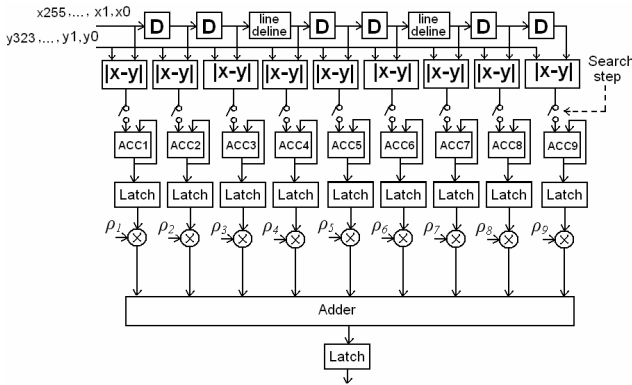 x255,..., x1,x0
D D line deline D D line deline D D
y323,..., y1,y0
|x-y| |x-y| |x-y| |x-y| |x-y| |x-y| |x-y| |x-y| |x-y|
Search step
ACC1 ACC2 ACC3 ACC4 ACC5 ACC6 ACC7 ACC8 ACC9
Latch Latch Latch Latch Latch Latch Latch Latch Latch
ρ1 ρ2 ρ3 ρ4 ρ5 ρ6 ρ7 ρ8 ρ9
Adder
Latch